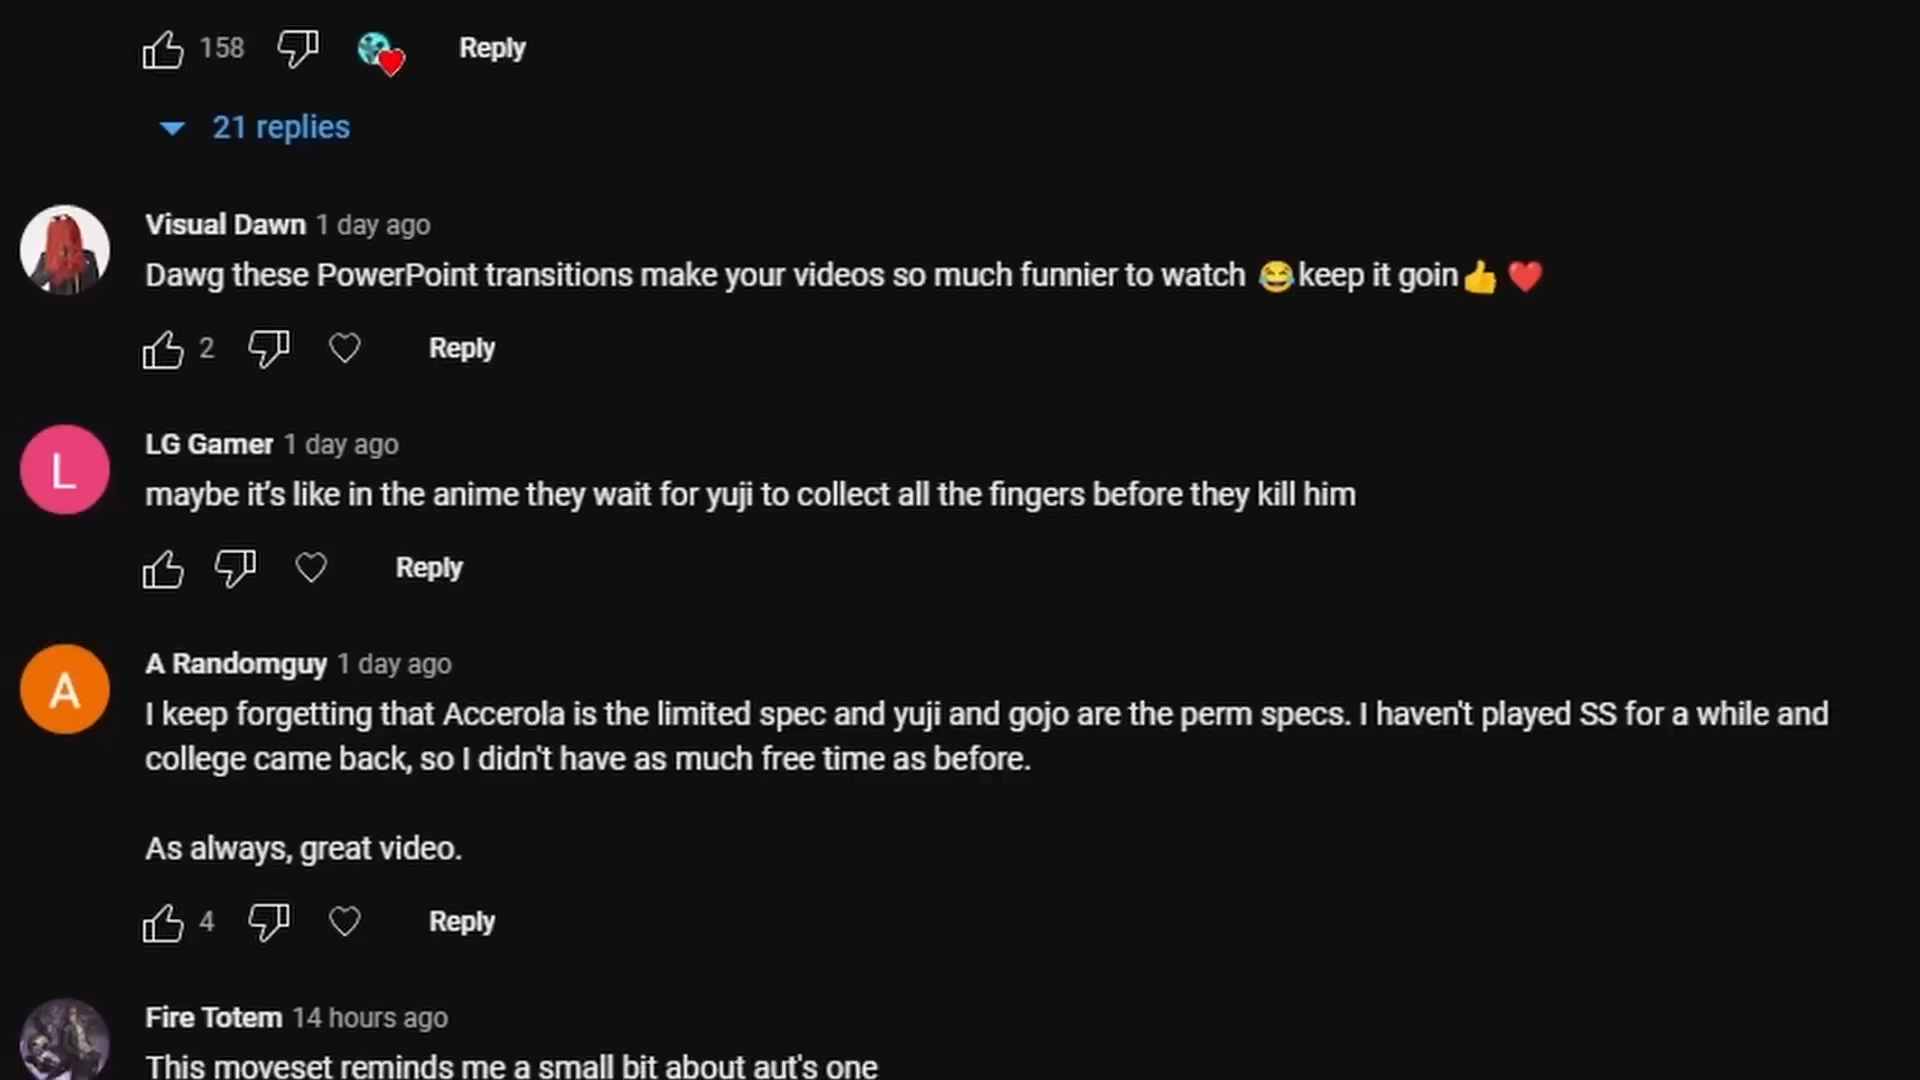 158 Reply
21 replies
Visual Dawn 1 day ago
Dawg these PowerPoint transitions make your videos so much funnier to watch 😂keep it goin👍 ❤️
2 Reply
L
LG Gamer 1 day ago
maybe it's like in the anime they wait for yuji to collect all the fingers before they kill him
Reply
A
A Randomguy 1 day ago
I keep forgetting that Accerola is the limited spec and yuji and gojo are the perm specs. I haven't played SS for a while and
college came back, so I didn't have as much free time as before.
As always, great video.
4 Reply
Fire Totem 14 hours ago
This moveset reminds me a small bit about aut's one